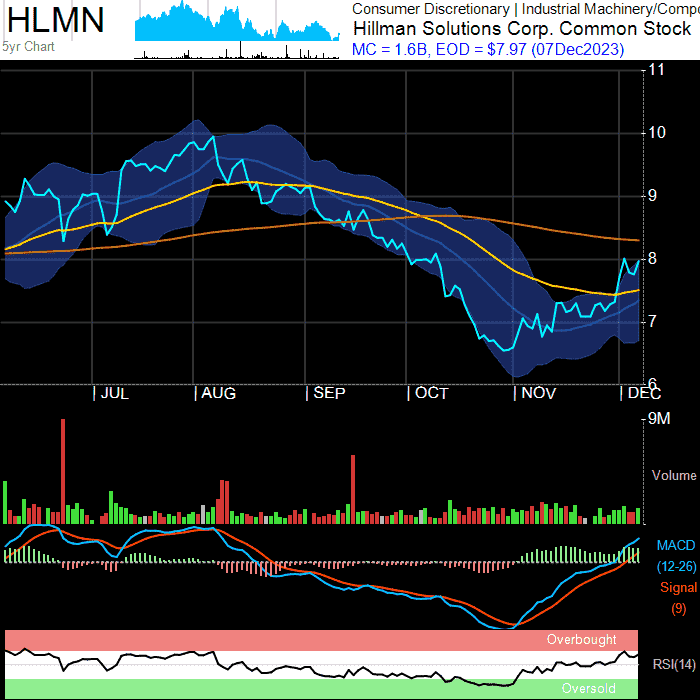 HLMN
5yr Chart
Consumer Discretionary | Industrial Machinery/Compo
Hillman Solutions Corp. Common Stock
MC = 1.6B, EOD = $7.97 (07Dec2023)
11
10
9
8
7
6
JUL AUG SEP OCT NOV DEC
9M
Volume
MACD
(12-26)
Signal
(9)
Overbought
RSI(14)
Oversold